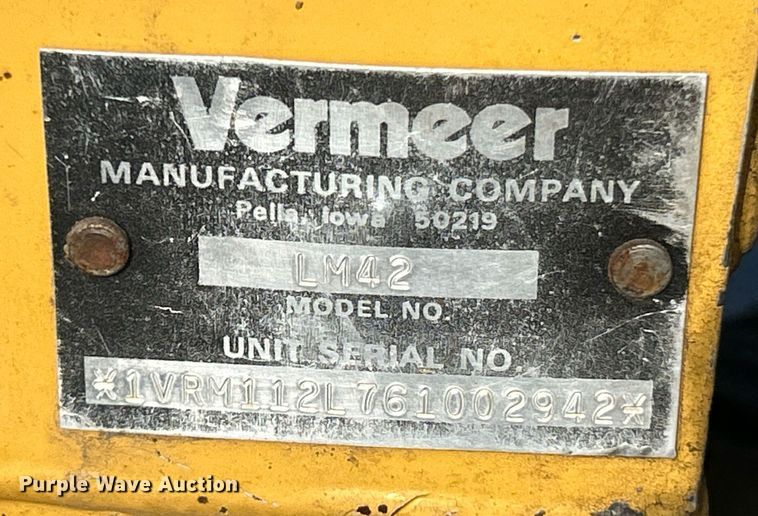 Vermeer
MANUFACTURING COMPANY
Pella, Iowa 50219
LM42
MODEL NO.
UNIT SERIAL NO.
*1VRM112L761002942*
Purple Wave Auction